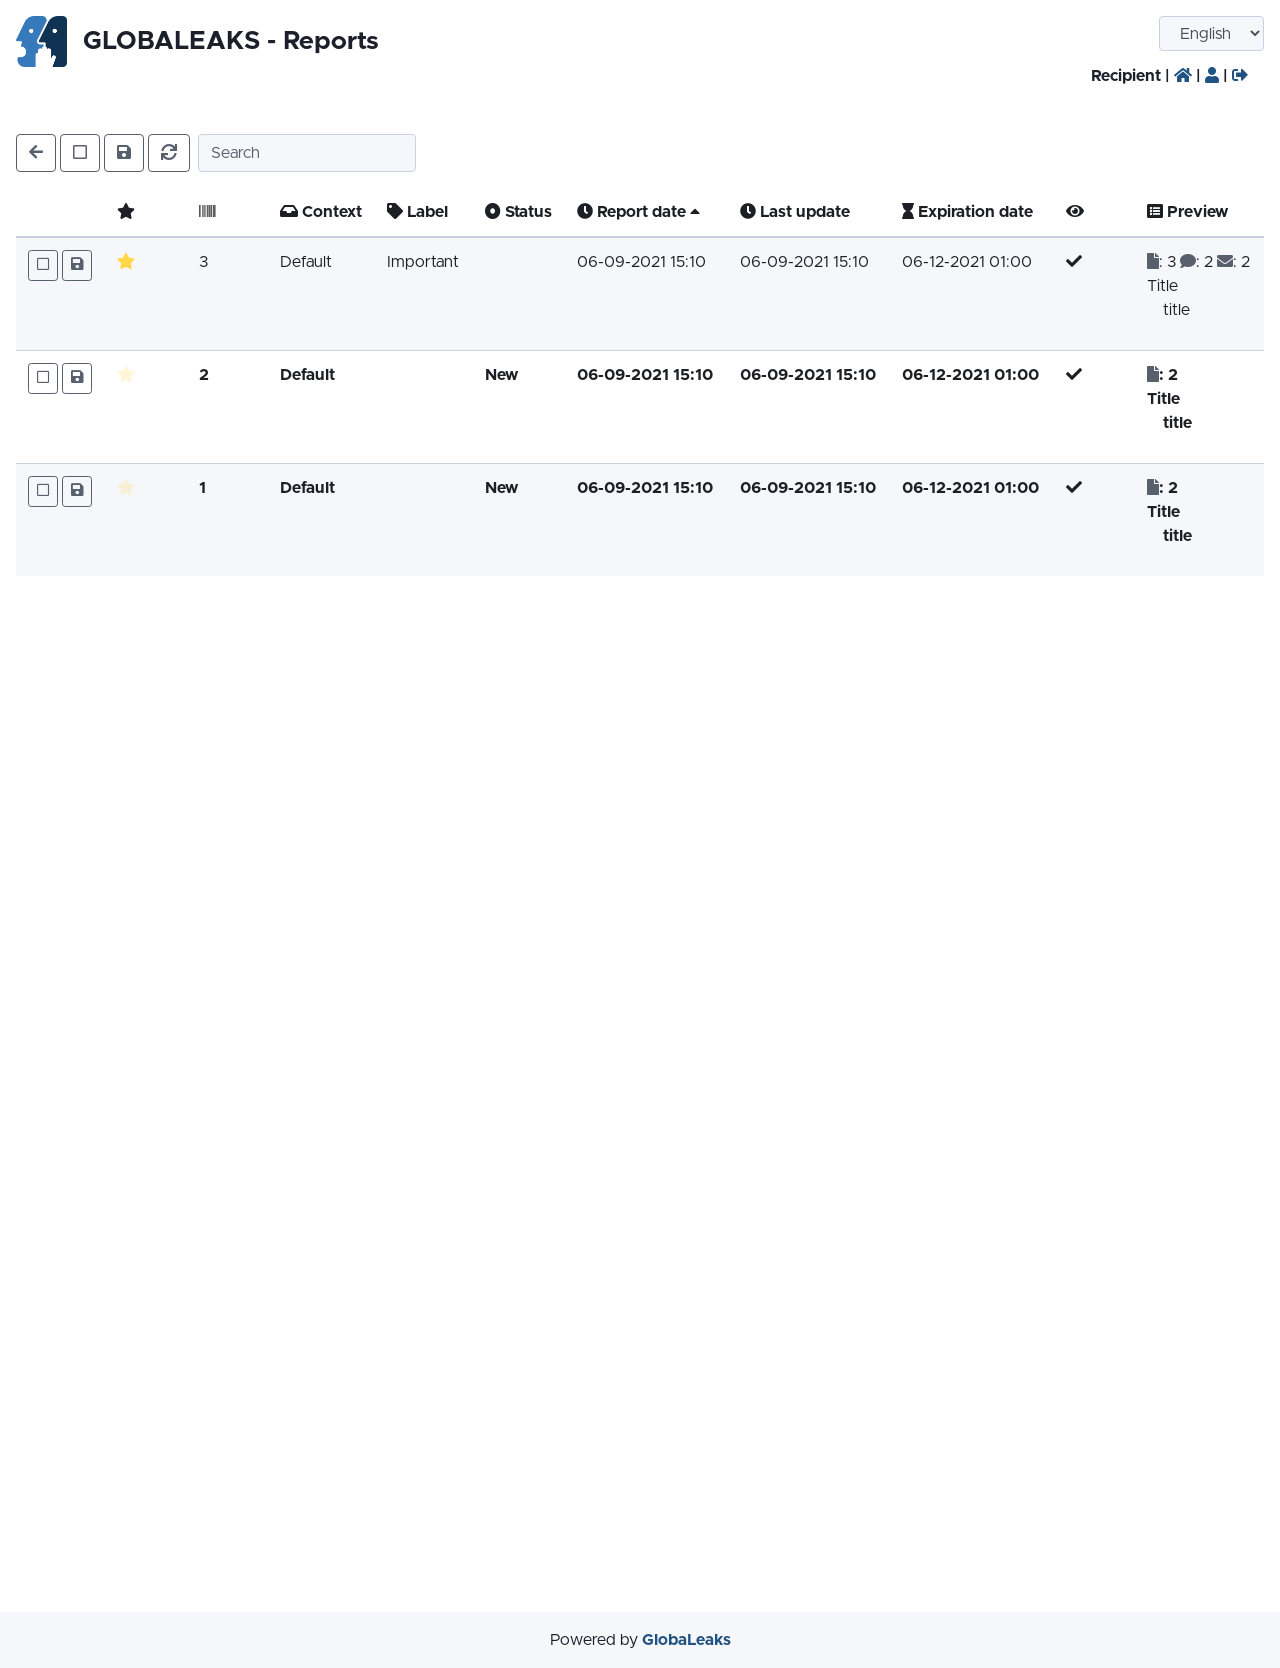 GLOBALEAKS - Reports
English
Recipient | | |
Search
Context Label Status Report date Last update Expiration date Preview
3 Default Important 06-09-2021 15:10 06-09-2021 15:10 06-12-2021 01:00 : 3 : 2 : 2
Title
title
2 Default New 06-09-2021 15:10 06-09-2021 15:10 06-12-2021 01:00 : 2
Title
title
1 Default New 06-09-2021 15:10 06-09-2021 15:10 06-12-2021 01:00 : 2
Title
title
Powered by GlobaLeaks